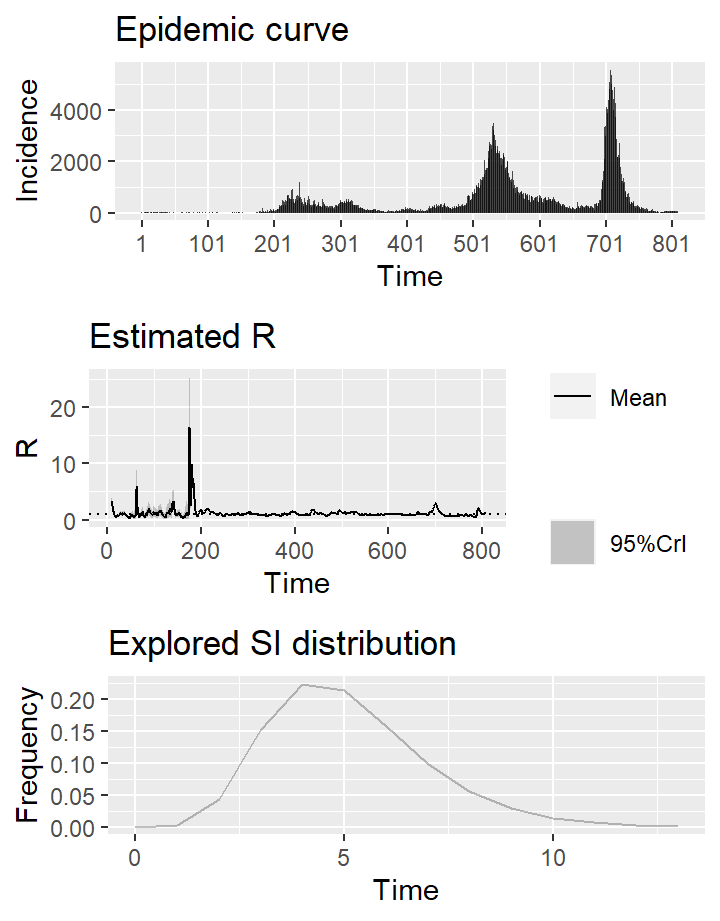 Epidemic curve
Incidence
4000
2000
0
1 101 201 301 401 501 601 701 801
Time
Estimated R
R
20
10
0
0 200 400 600 800
Time
Mean
95%CrI
Explored SI distribution
Frequency
0.20
0.15
0.10
0.05
0.00
0 5 10
Time